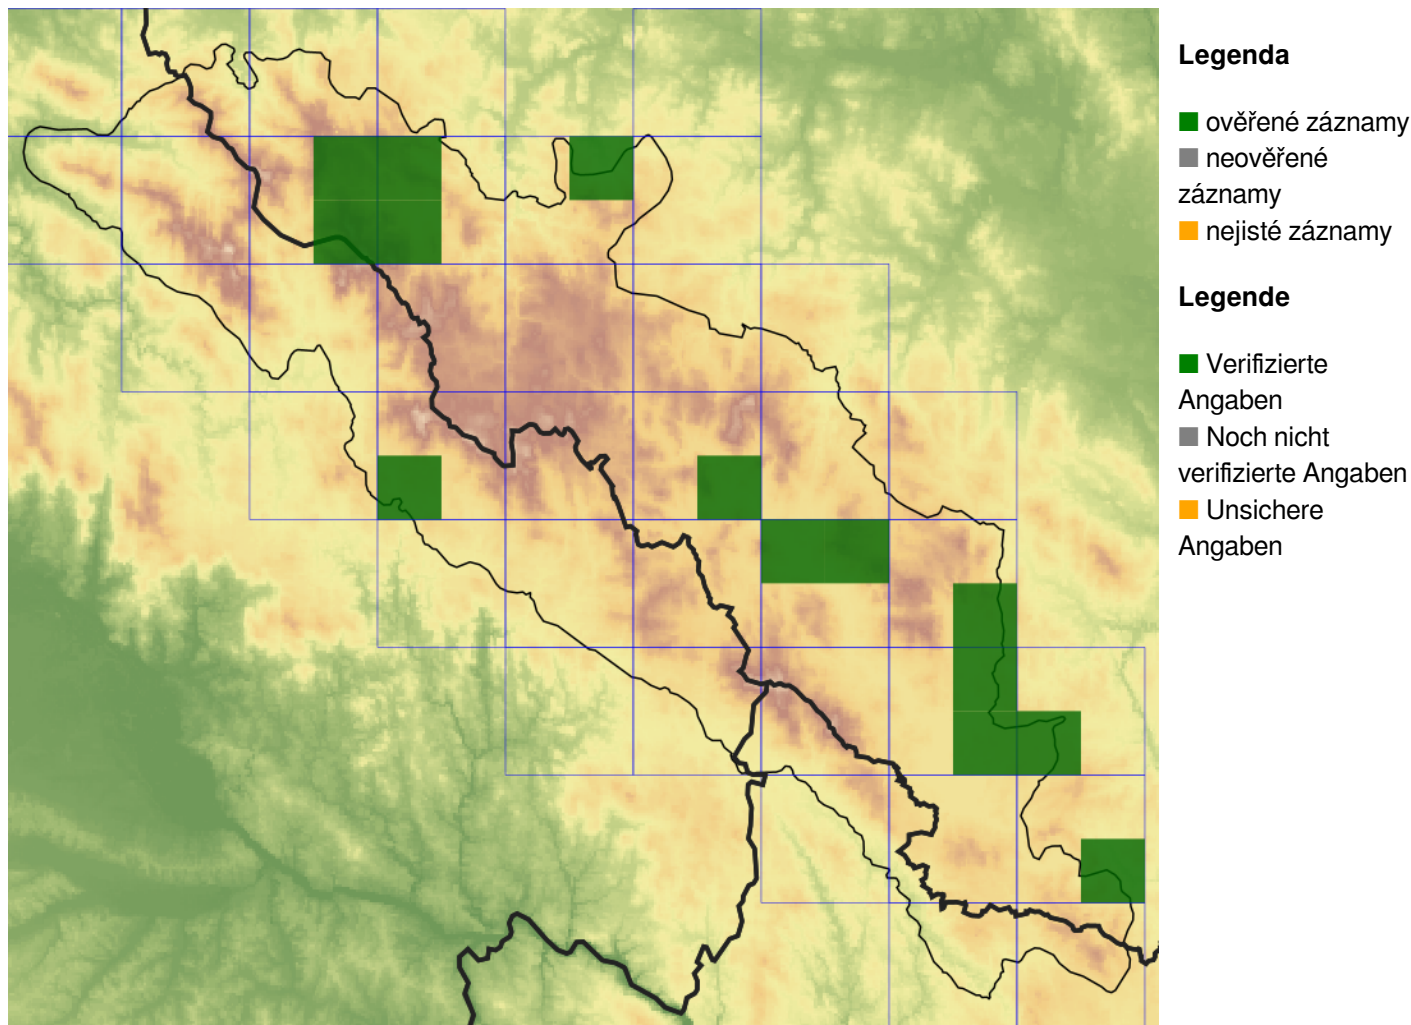 Legenda
ověřené záznamy
neověřené
záznamy
nejisté záznamy
Legende
Verifizierte
Angaben
Noch nicht
verifizierte Angaben
Unsichere
Angaben